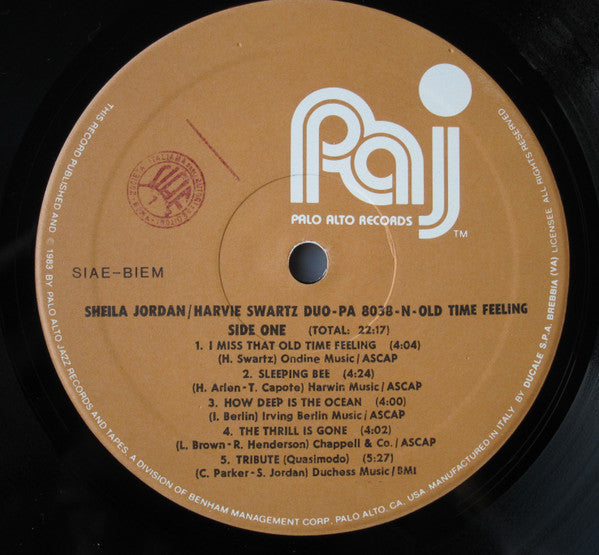 Paj
PALO ALTO RECORDS
TM
SIAE-BIEM
SHEILA JORDAN/HARVIE SWARTZ DUO-PA 8038-N-OLD TIME FEELING
SIDE ONE (TOTAL: 22:17)
1. I MISS THAT OLD TIME FEELING (4:04)
(H. Swartz) Ondine Music/ASCAP
2. SLEEPING BEE (4:24)
(H. Arlen-T. Capote) Harwin Music/ASCAP
3. HOW DEEP IS THE OCEAN (4:00)
(I. Berlin) Irving Berlin Music/ASCAP
4. THE THRILL IS GONE (4:02)
(L. Brown-R. Henderson) Chappell & Co./ASCAP
5. TRIBUTE (Quasimodo) (5:27)
(C. Parker-S. Jordan) Duchess Music/BMI
THIS RECORD PUBLISHED AND © 1983 BY PALO ALTO JAZZ RECORDS AND TAPES, A DIVISION OF BENHAM MANAGEMENT CORP. PALO ALTO, CA. USA. MANUFACTURED IN ITALY BY DUCALE S.P.A. BREBBIA (VA) LICENSEE. ALL RIGHTS RESERVED